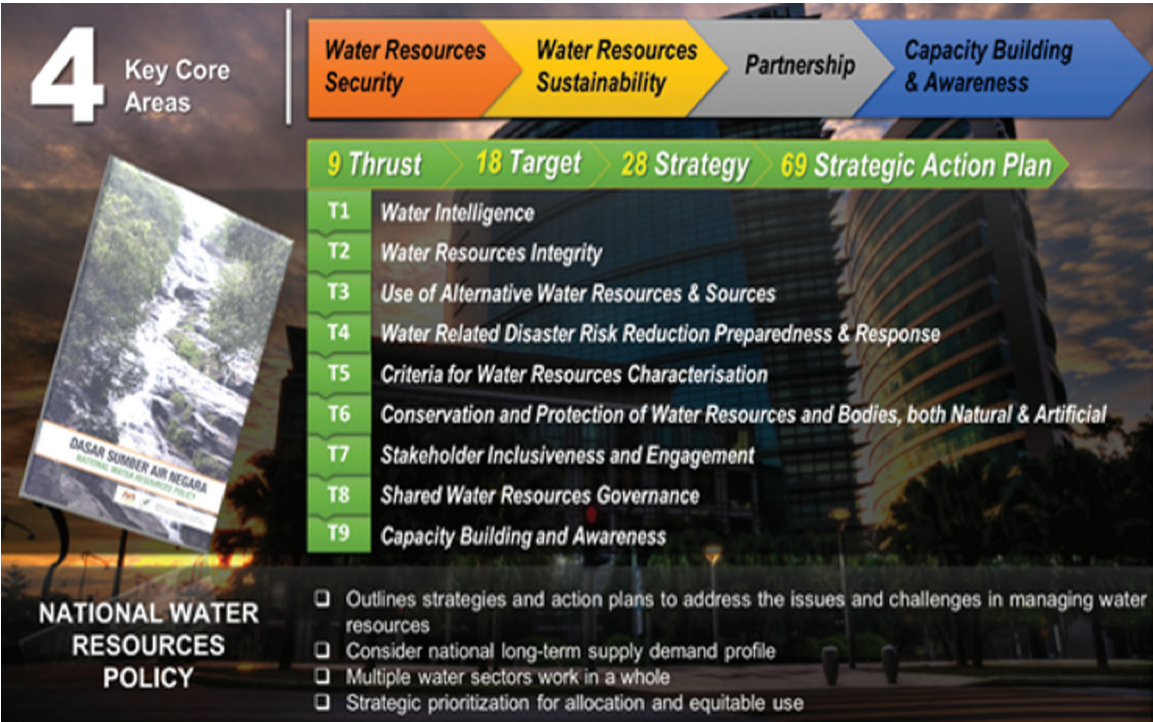 4 Key Core
Areas
Water Resources
Security
Water Resources
Sustainability
Partnership
Capacity Building
& Awareness
9 Thrust
18 Target
28 Strategy
69 Strategic Action Plan
T1 Water Intelligence
T2 Water Resources Integrity
T3 Use of Alternative Water Resources & Sources
T4 Water Related Disaster Risk Reduction Preparedness & Response
T5 Criteria for Water Resources Characterisation
T6 Conservation and Protection of Water Resources and Bodies, both Natural & Artificial
T7 Stakeholder Inclusiveness and Engagement
T8 Shared Water Resources Governance
T9 Capacity Building and Awareness
DASAR SUMBER AIR NEGARA
NATIONAL WATER RESOURCES POLICY
NATIONAL WATER
RESOURCES
POLICY
❑ Outlines strategies and action plans to address the issues and challenges in managing water
resources
❑ Consider national long-term supply demand profile
❑ Multiple water sectors work in a whole
❑ Strategic prioritization for allocation and equitable use